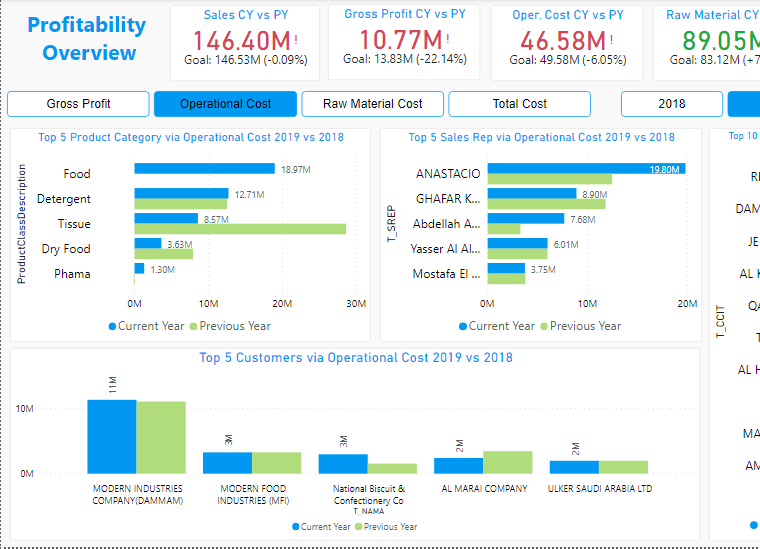 Profitability
Overview
Sales CY vs PY
146.40M!
Goal: 146.53M (-0.09%)
Gross Profit CY vs PY
10.77M!
Goal: 13.83M (-22.14%)
Oper. Cost CY vs PY
46.58M!
Goal: 49.58M (-6.05%)
Raw Material CY
89.05M
Goal: 83.12M (+7
Gross Profit
Operational Cost
Raw Material Cost
Total Cost
2018
Top 5 Product Category via Operational Cost 2019 vs 2018
ProductClassDescription
Food
18.97M
Detergent
12.71M
Tissue
8.57M
Dry Food
3.63M
Phama
1.30M
0M
10M
20M
30M
Current Year
Previous Year
Top 5 Sales Rep via Operational Cost 2019 vs 2018
T_SREP
ANASTACIO
19.80M
GHAFAR K...
8.90M
Abdellah A...
7.68M
Yasser Al Al...
6.01M
Mostafa El ...
3.75M
0M
10M
20M
Current Year
Previous Year
Top 10
T_CCIT
RI
DAM
JE
AL K
QA
T
AL H
MA
AM
Top 5 Customers via Operational Cost 2019 vs 2018
10M
0M
11M
3M
3M
2M
2M
MODERN INDUSTRIES
COMPANY(DAMMAM)
MODERN FOOD
INDUSTRIES (MFI)
National Biscuit &
Confectionery Co
AL MARAI COMPANY
ULKER SAUDI ARABIA LTD
T_NAMA
Current Year
Previous Year